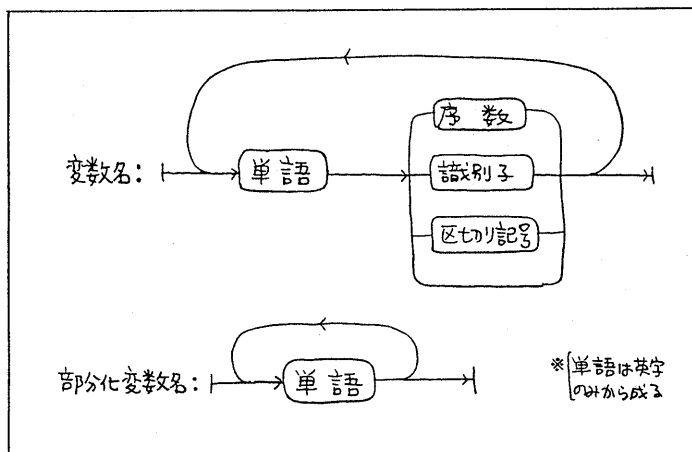 序数
変数名:
単語
識別子
区切り記号
部分化変数名:
単語
※[単語は英字
のみから成る